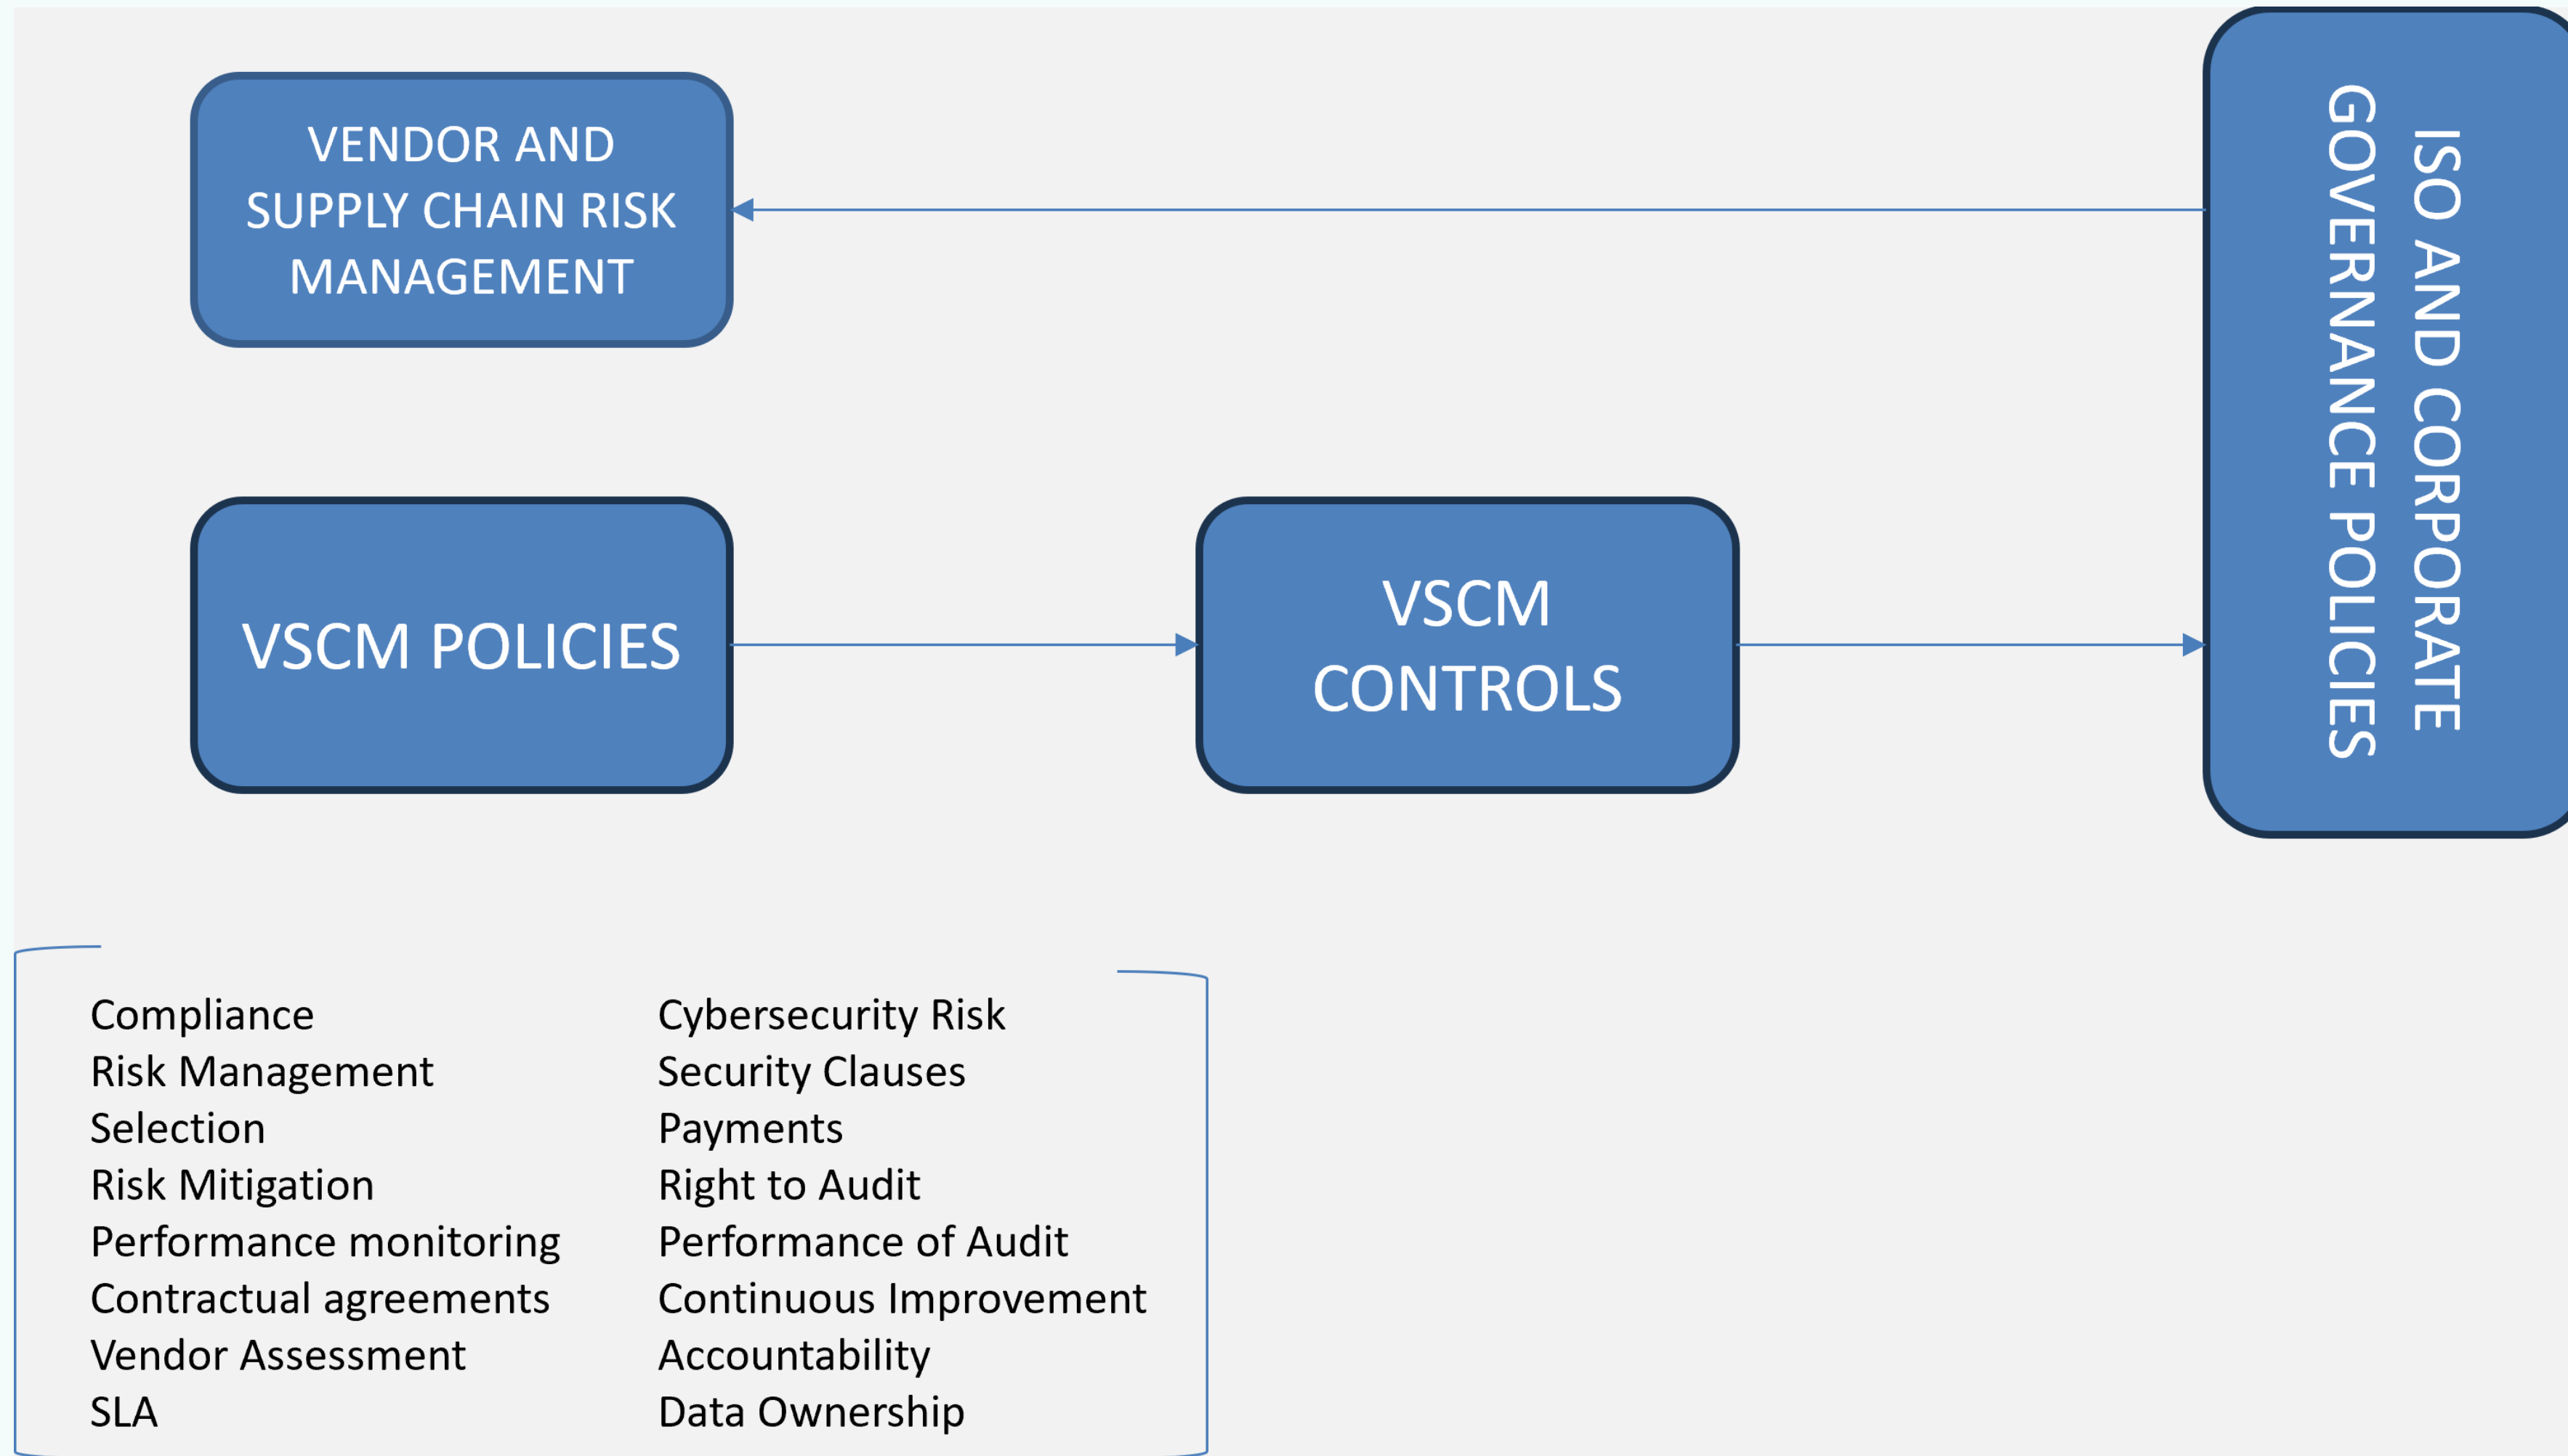 VENDOR AND
SUPPLY CHAIN RISK
MANAGEMENT
ISO AND CORPORATE
GOVERNANCE POLICIES
VSCM POLICIES
VSCM
CONTROLS
Compliance
Risk Management
Selection
Risk Mitigation
Performance monitoring
Contractual agreements
Vendor Assessment
SLA
Cybersecurity Risk
Security Clauses
Payments
Right to Audit
Performance of Audit
Continuous Improvement
Accountability
Data Ownership